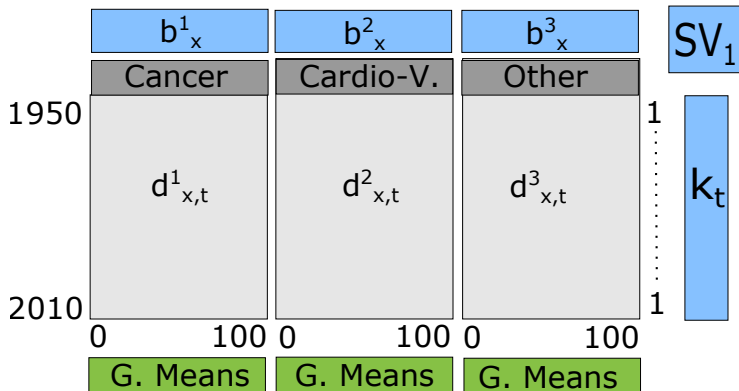 b¹ₓ b²ₓ b³ₓ SV₁
Cancer Cardio-V. Other
1950 1
d¹ₓ,ₜ d²ₓ,ₜ d³ₓ,ₜ kₜ
2010 1
0 100 0 100 0 100
G. Means G. Means G. Means